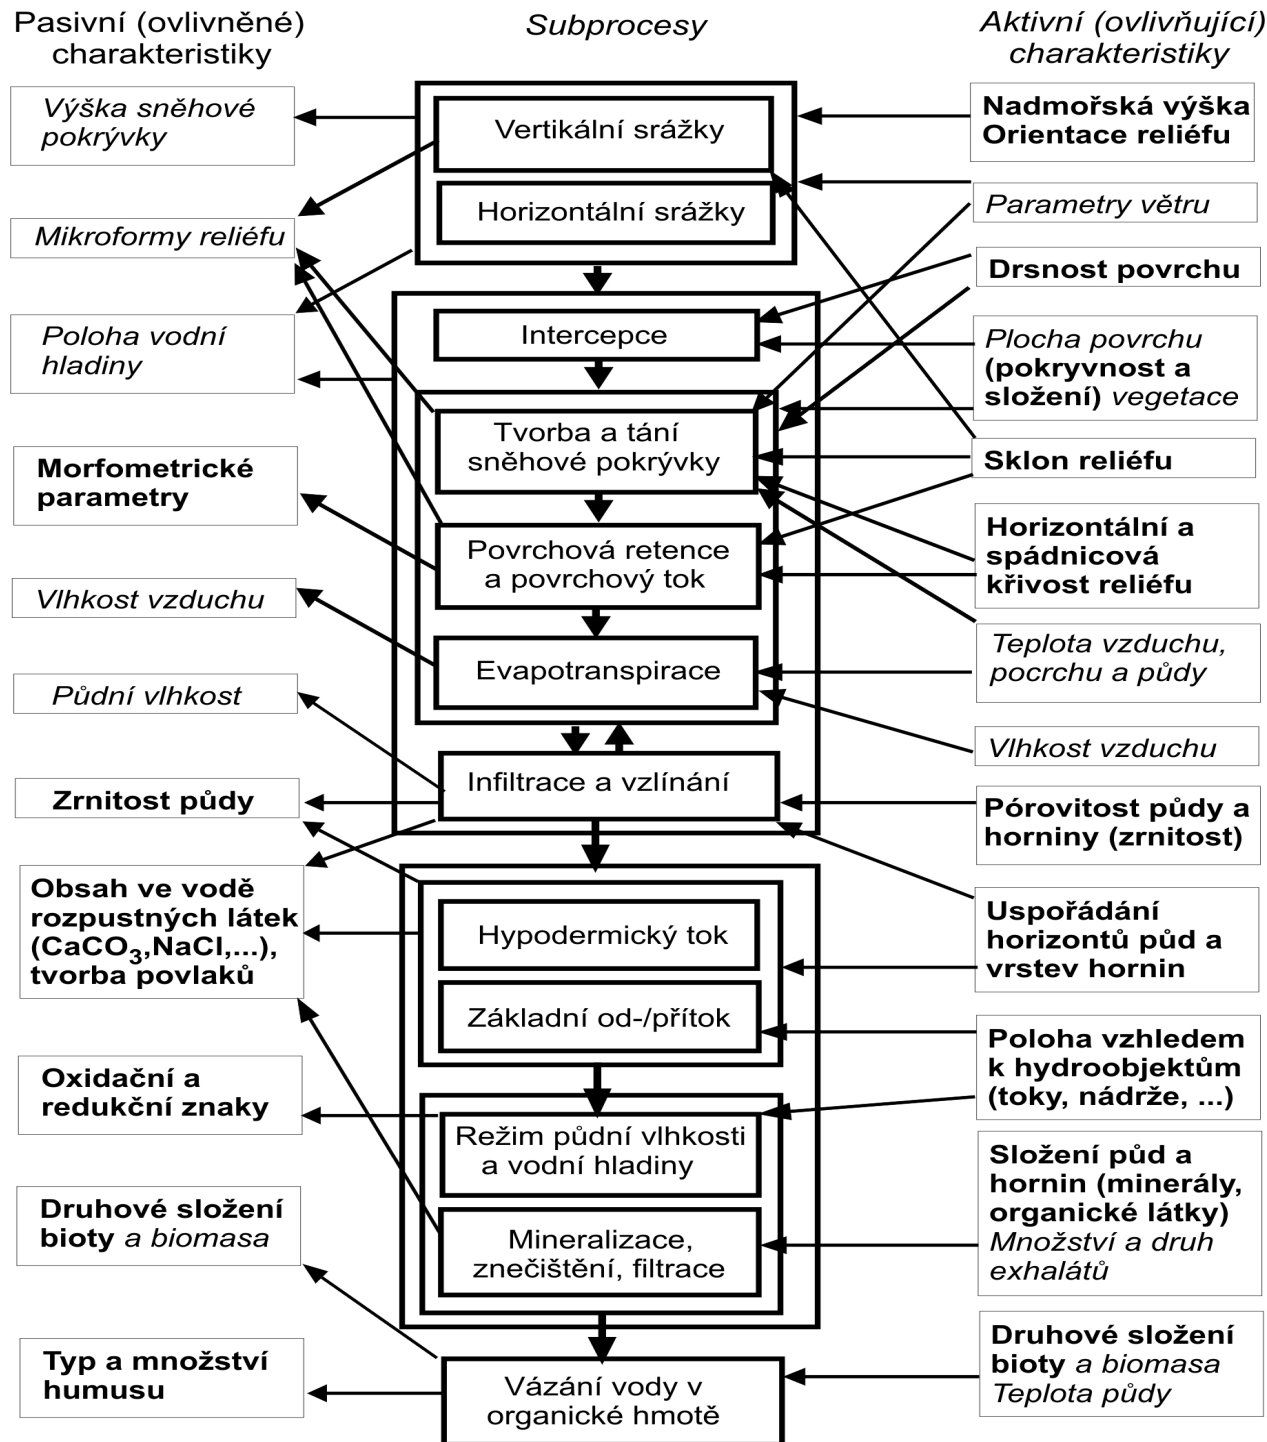 Pasivní (ovlivněné)
charakteristiky
Subprocesy
Aktivní (ovlivňující)
charakteristiky
Výška sněhové
pokrývky
Mikroformy reliéfu
Poloha vodní
hladiny
Morfometrické
parametry
Vlhkost vzduchu
Půdní vlhkost
Zrnitost půdy
Obsah ve vodě
rozpustných látek
(CaCO3,NaCl,...),
tvorba povlaků
Oxidační a
redukční znaky
Druhové složení
bioty a biomasa
Typ a množství
humusu
Vertikální srážky
Horizontální srážky
Intercepce
Tvorba a tání
sněhové pokrývky
Povrchová retence
a povrchový tok
Evapotranspirace
Infiltrace a vzlínání
Hypodermický tok
Základní od-/přítok
Režim půdní vlhkosti
a vodní hladiny
Mineralizace,
znečištění, filtrace
Vázání vody v
organické hmotě
Nadmořská výška
Orientace reliéfu
Parametry větru
Drsnost povrchu
Plocha povrchu
(pokryvnost a
složení) vegetace
Sklon reliéfu
Horizontální a
spádnicová
křivost reliéfu
Teplota vzduchu,
pocrchu a půdy
Vlhkost vzduchu
Pórovitost půdy a
horniny (zrnitost)
Uspořádání
horizontů půd a
vrstev hornin
Poloha vzhledem
k hydroobjektům
(toky, nádrže, ...)
Složení půd a
hornin (minerály,
organické látky)
Množství a druh
exhalátů
Druhové složení
bioty a biomasa
Teplota půdy